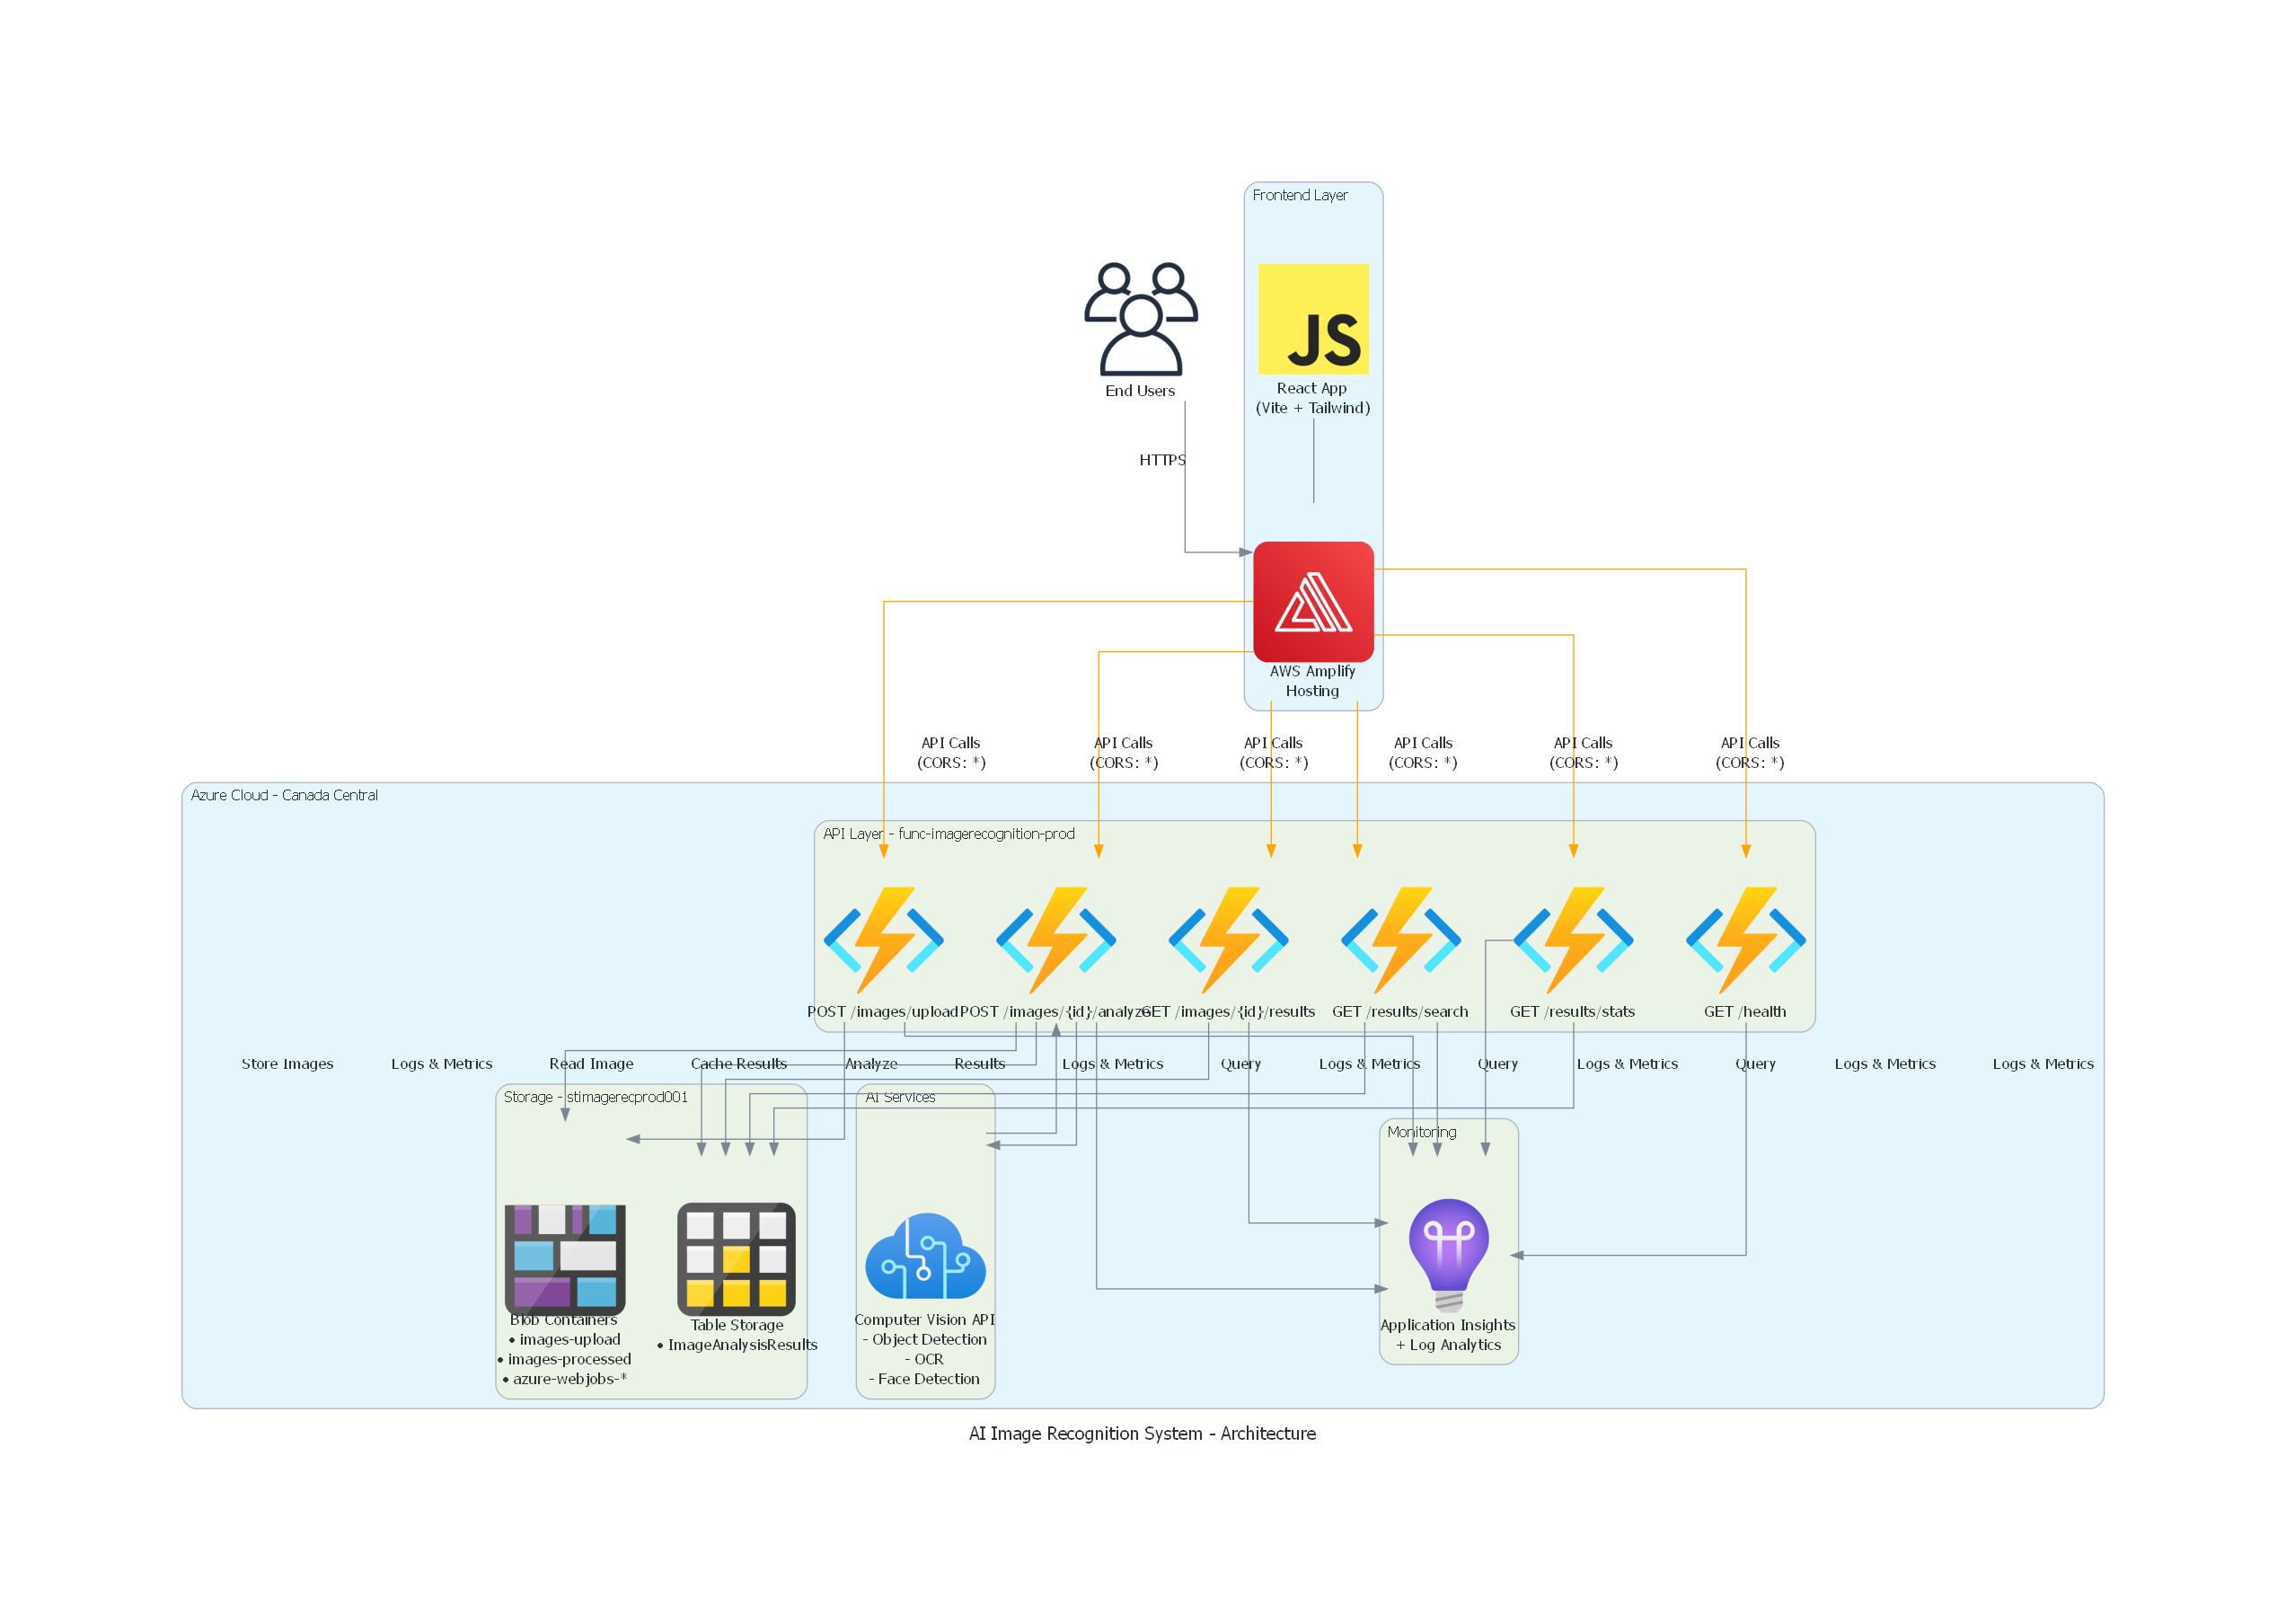 Frontend Layer
JS
End Users
React App
(Vite + Tailwind)
HTTPS
AWS Amplify
Hosting
API Calls
(CORS: *)
API Calls
(CORS: *)
API Calls
(CORS: *)
API Calls
(CORS: *)
API Calls
(CORS: *)
API Calls
(CORS: *)
Azure Cloud - Canada Central
API Layer - func-imagerecognition-prod
POST /images/upload
POST /images/{id}/analyze
GET /images/{id}/results
GET /results/search
GET /results/stats
GET /health
Store Images
Logs & Metrics
Read Image
Cache Results
Analyze
Results
Logs & Metrics
Query
Logs & Metrics
Query
Logs & Metrics
Query
Logs & Metrics
Logs & Metrics
Storage - stimagerecprod001
AI Services
Monitoring
Blob Containers
• images-upload
• images-processed
• azure-webjobs-*
Table Storage
• ImageAnalysisResults
Computer Vision API
- Object Detection
- OCR
- Face Detection
Application Insights
+ Log Analytics
AI Image Recognition System - Architecture